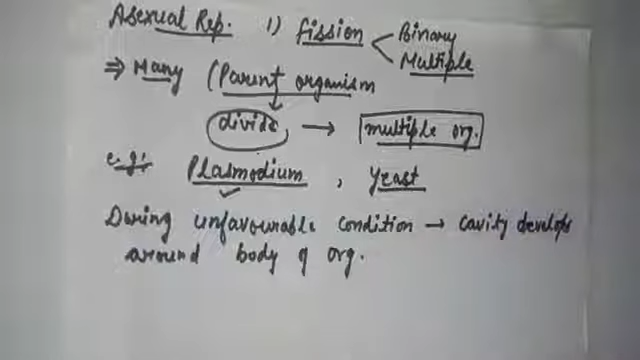 Asexual Rep. 1) fission < Binary
Multiple
⇒ Many (Parent organism
divide → multiple org.
e.g: Plasmodium, Yeast
During unfavourable condition → cavity develops
around body of org.